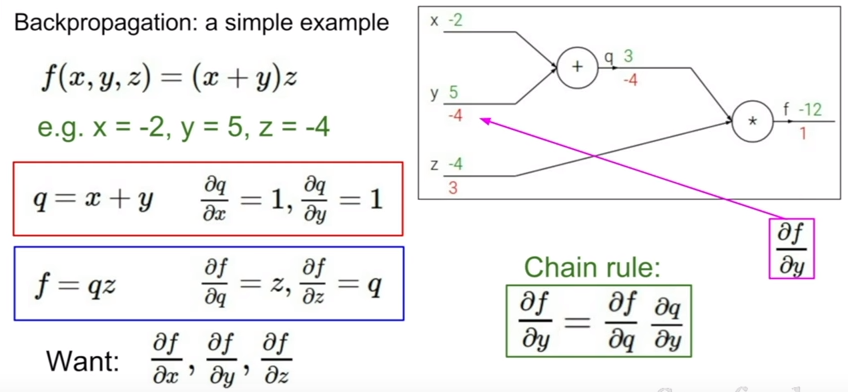 Backpropagation: a simple example
f(x, y, z) = (x + y)z
e.g. x = -2, y = 5, z = -4
q = x + y ∂q/∂x = 1, ∂q/∂y = 1
f = qz ∂f/∂q = z, ∂f/∂z = q
Want: ∂f/∂x, ∂f/∂y, ∂f/∂z
x -2
+
q 3
-4
y 5
-4
*
f -12
1
z -4
3
∂f/∂y
Chain rule:
∂f/∂y = ∂f/∂q ∂q/∂y